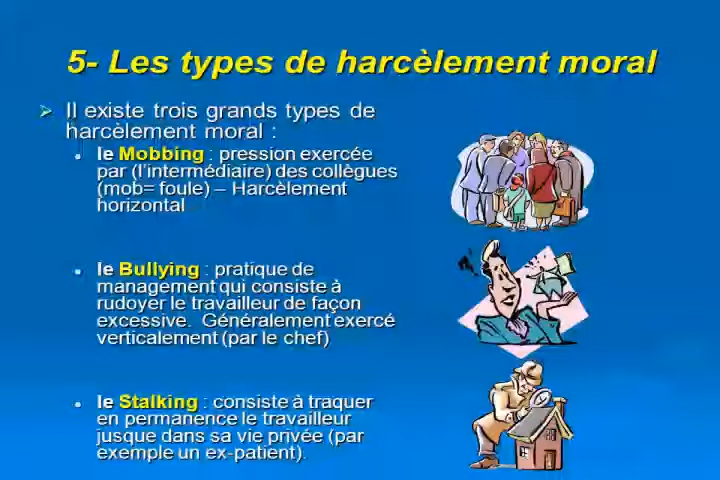 5- Les types de harcèlement moral
Il existe trois grands types de
harcèlement moral :
le Mobbing : pression exercée
par (l'intermédiaire) des collègues
(mob= foule) – Harcèlement
horizontal
le Bullying : pratique de
management qui consiste à
rudoyer le travailleur de façon
excessive. Généralement exercé
verticalement (par le chef)
le Stalking : consiste à traquer
en permanence le travailleur
jusque dans sa vie privée (par
exemple un ex-patient).